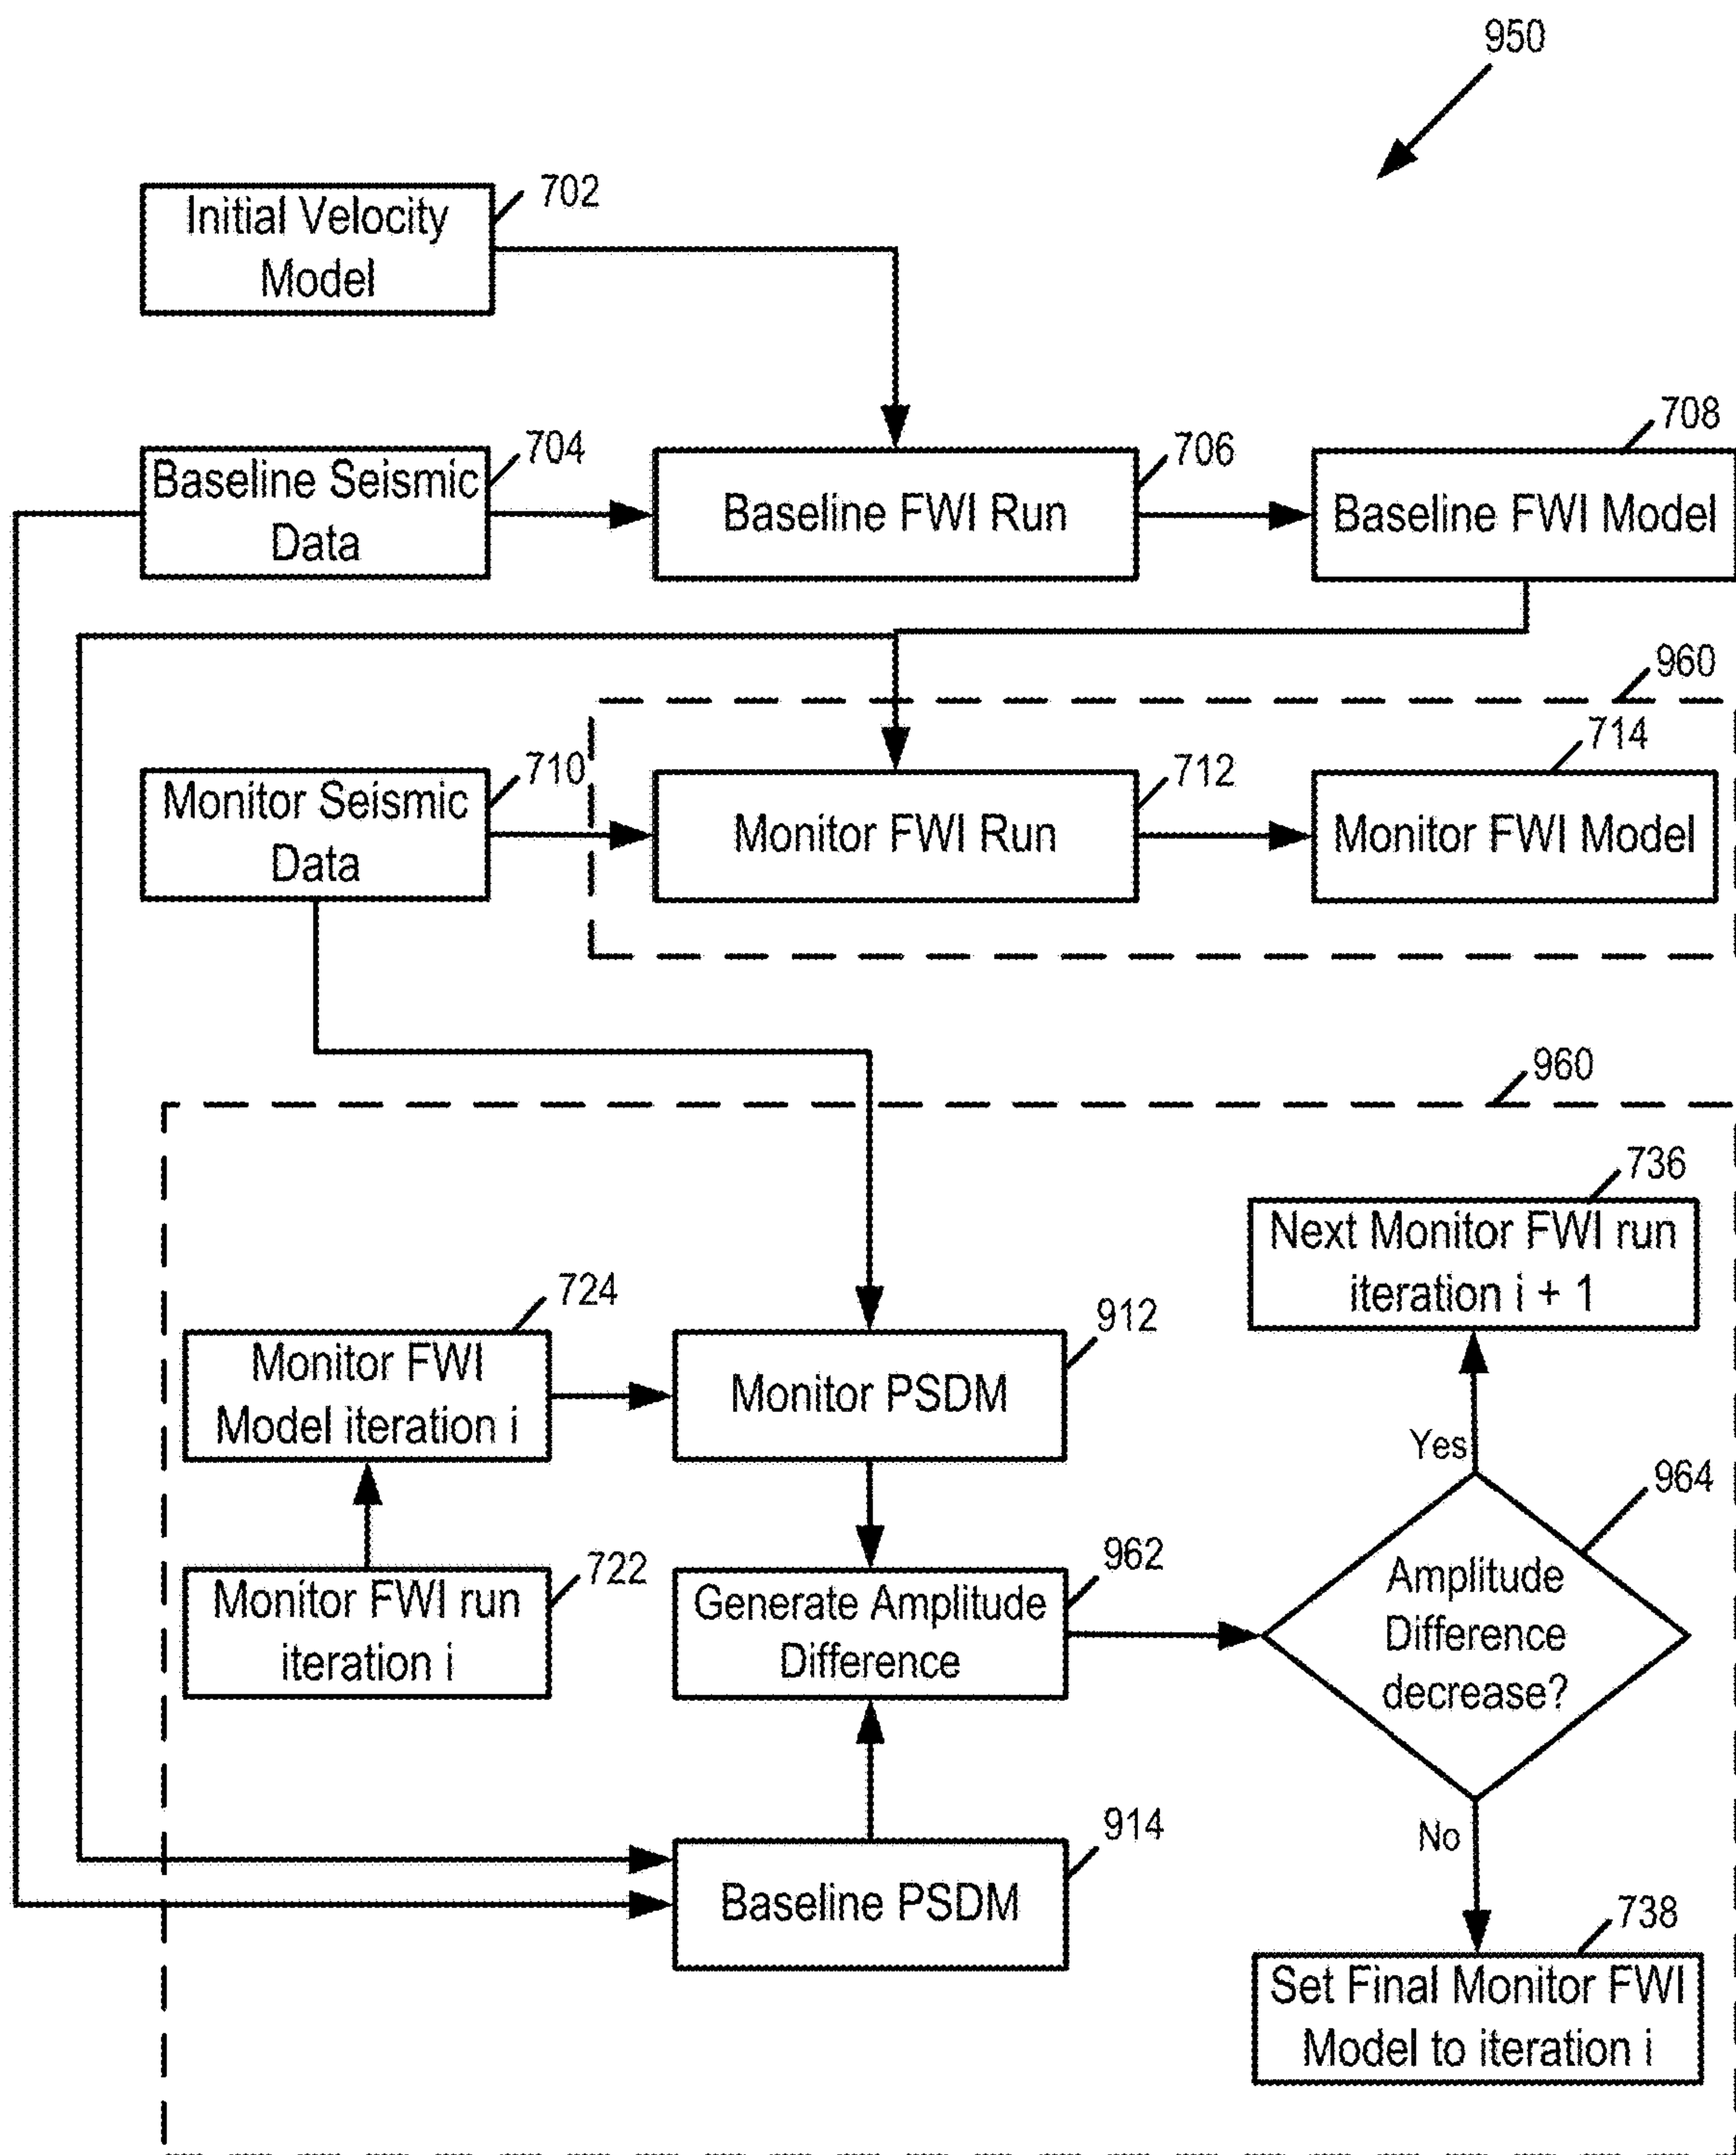 950
702
Initial Velocity
Model
704
Baseline Seismic
Data
706
Baseline FWI Run
708
Baseline FWI Model
960
710
Monitor Seismic
Data
712
Monitor FWI Run
714
Monitor FWI Model
960
736
Next Monitor FWI run
iteration i + 1
724
Monitor FWI
Model iteration i
912
Monitor PSDM
Yes
964
Amplitude
Difference
decrease?
722
Monitor FWI run
iteration i
962
Generate Amplitude
Difference
914
Baseline PSDM
No
738
Set Final Monitor FWI
Model to iteration i